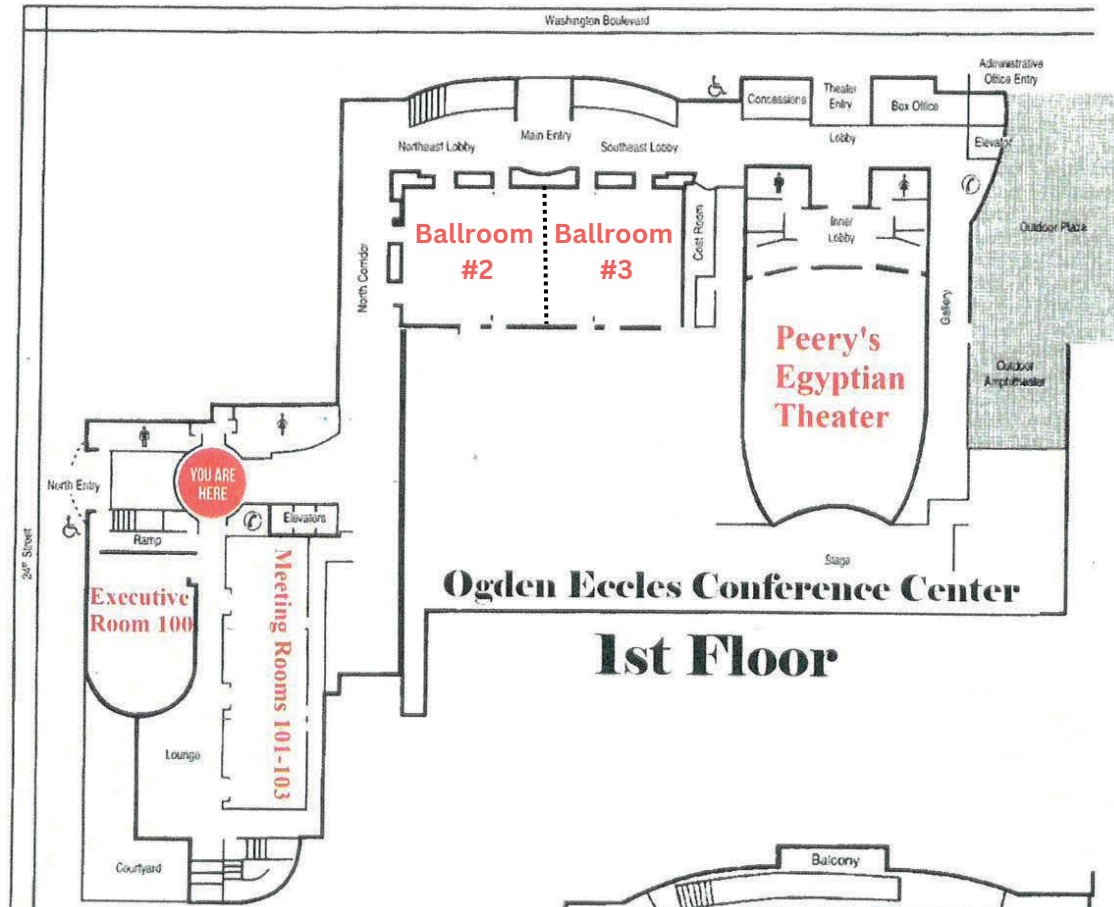 Washington Boulevard
Administrative
Office Entry
Concessions
Theater
Entry
Box Office
Main Entry
Northeast Lobby
Southeast Lobby
Lobby
Elevator
Ballroom
#2
Ballroom
#3
Coat Room
Inner
Lobby
Outdoor Plaza
North Corridor
Gallery
Peery's
Egyptian
Theater
Outdoor
Amphitheater
YOU ARE
HERE
North Entry
Elevators
Ramp
24th Street
Stage
Executive
Room 100
Meeting Rooms 101-103
Ogden Eccles Conference Center
1st Floor
Lounge
Courtyard
Balcony